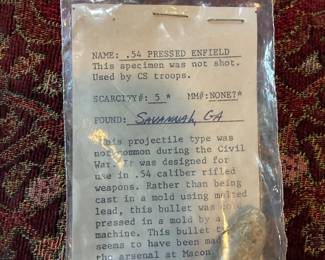 NAME: .54 PRESSED ENFIELD
This specimen was not shot.
Used by CS troops.
SCARCITY#: 5 * MM#:NONE?*
FOUND: SAVANNAH, GA
This projectile type was
not common during the Civil
War. It was designed for
use in .54 caliber rifled
weapons. Rather than being
cast in a mold using melted
lead, this bullet was
pressed in a mold by a
machine. This bullet
seems to have been
the arsenal at Macon